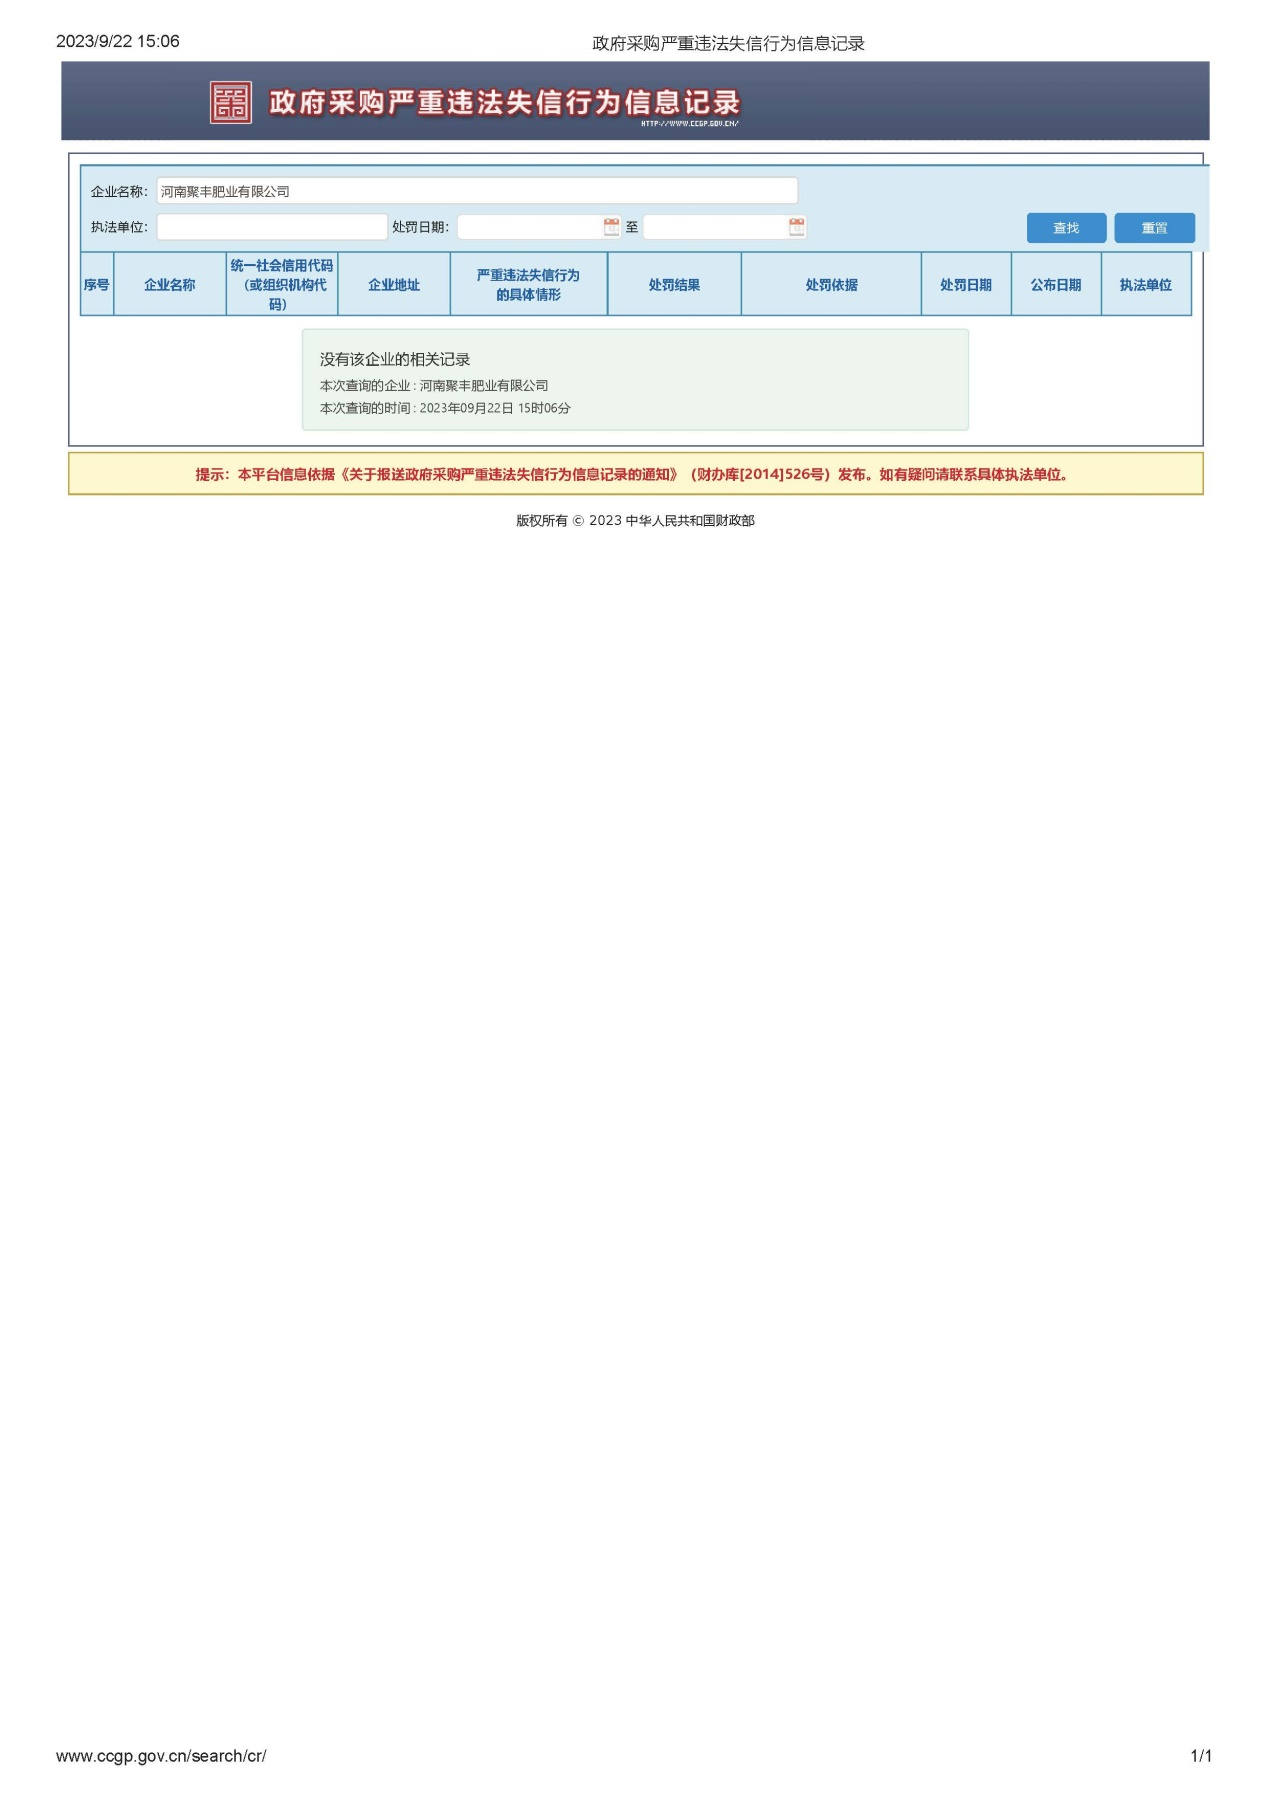 2023/9/22 15:06
政府采购严重违法失信行为信息记录
政府采购严重违法失信行为信息记录
HTTP://WWW.CCGP.GOV.CN/
企业名称： 河南聚丰肥业有限公司
执法单位： 处罚日期： 至 查找 重置
序号 企业名称 统一社会信用代码（或组织机构代码） 企业地址 严重违法失信行为的具体情形 处罚结果 处罚依据 处罚日期 公布日期 执法单位
没有该企业的相关记录
本次查询的企业 : 河南聚丰肥业有限公司
本次查询的时间 : 2023年09月22日 15时06分
提示：本平台信息依据《关于报送政府采购严重违法失信行为信息记录的通知》（财办库[2014]526号）发布。如有疑问请联系具体执法单位。
版权所有 © 2023 中华人民共和国财政部
www.ccgp.gov.cn/search/cr/
1/1